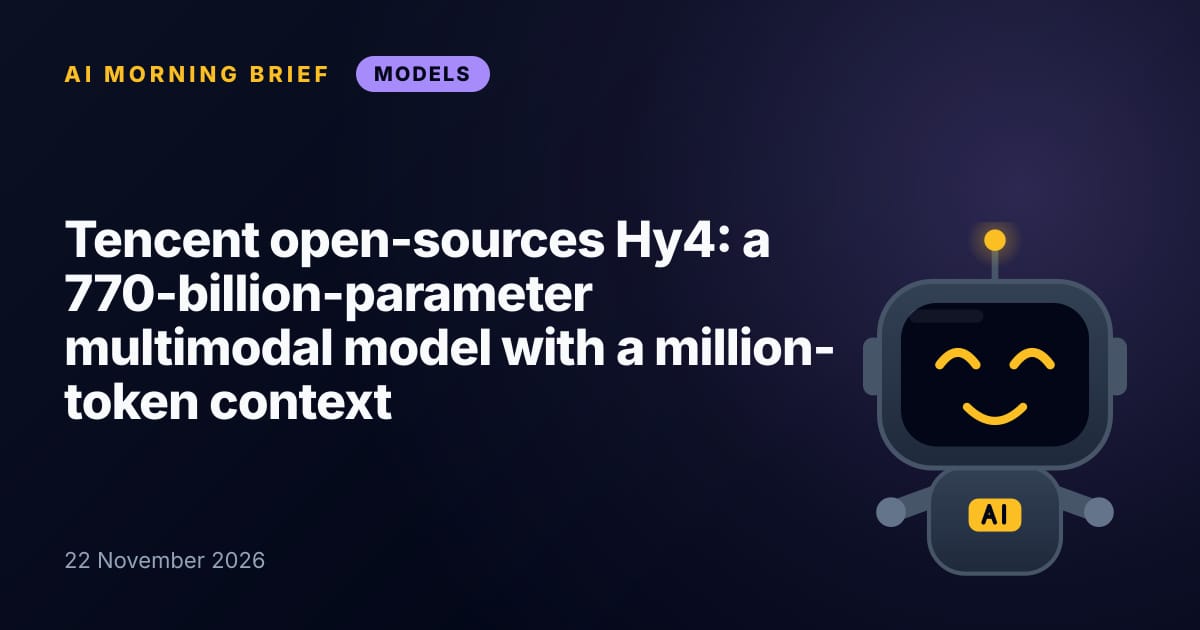 AI MORNING BRIEF
MODELS
Tencent open-sources Hy4: a
770-billion-parameter
multimodal model with a million-
token context
AI
22 November 2026